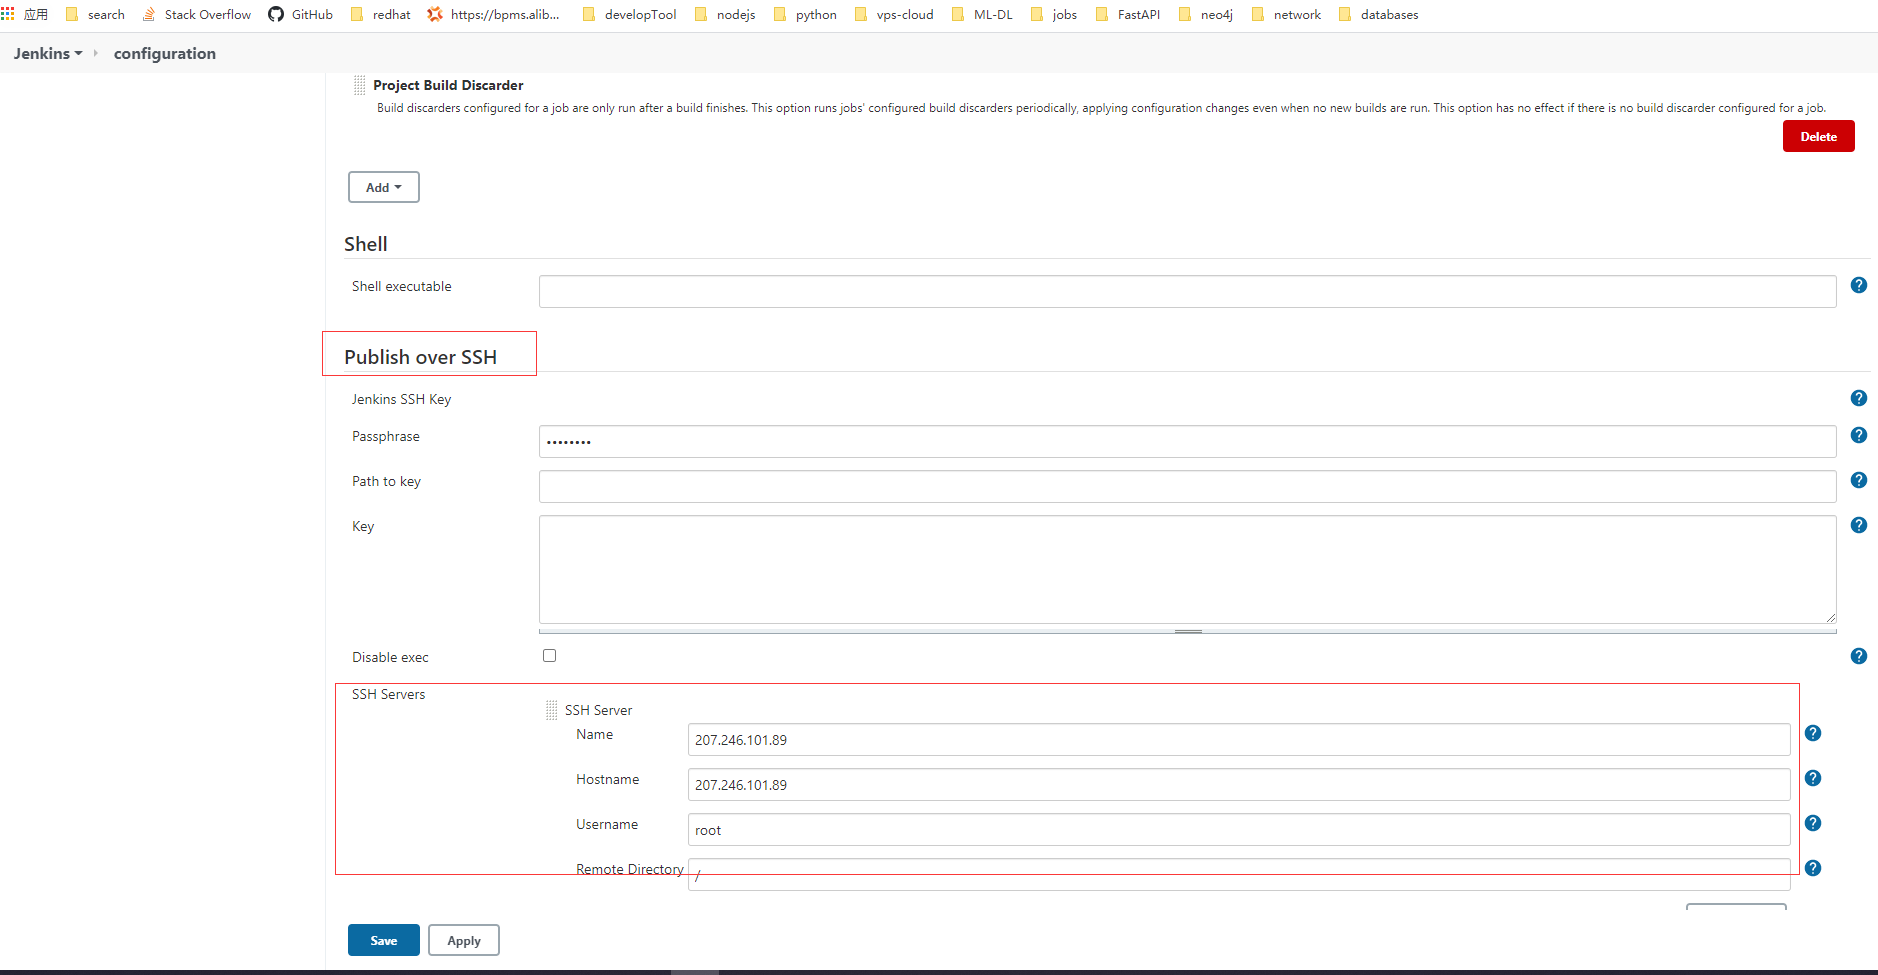 应用 search Stack Overflow GitHub redhat https://bpms.alib... developTool nodejs python vps-cloud ML-DL jobs FastAPI neo4j network databases
Jenkins configuration
Project Build Discarder
Build discarders configured for a job are only run after a build finishes. This option runs jobs' configured build discarders periodically, applying configuration changes even when no new builds are run. This option has no effect if there is no build discarder configured for a job.
Delete
Add
Shell
Shell executable
?
Publish over SSH
Jenkins SSH Key
?
Passphrase ••••••••
?
Path to key
?
Key
?
Disable exec
?
SSH Servers
SSH Server
Name 207.246.101.89
?
Hostname 207.246.101.89
?
Username root
?
Remote Directory /
?
Save Apply